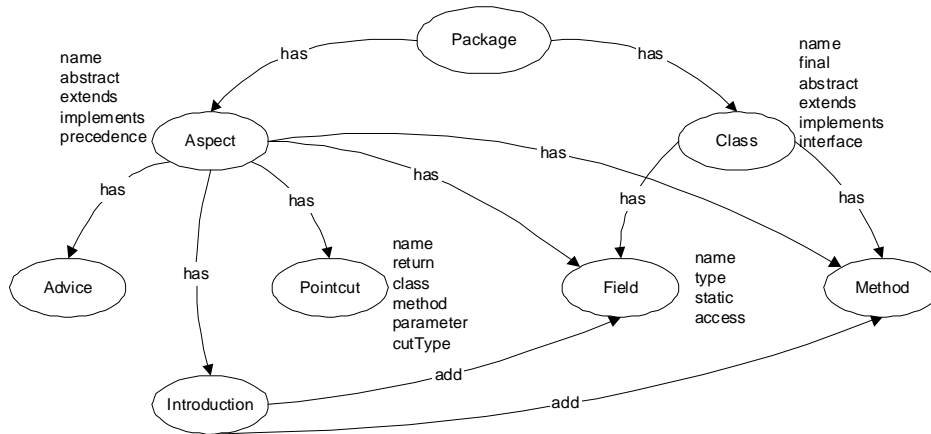 Package
has
has
name
abstract
extends
implements
precedence
name
final
abstract
extends
implements
interface
Aspect
Class
has
has
has
has
has
has
has
Advice
Pointcut
name
return
class
method
parameter
cutType
Field
name
type
static
access
Method
add
Introduction
add